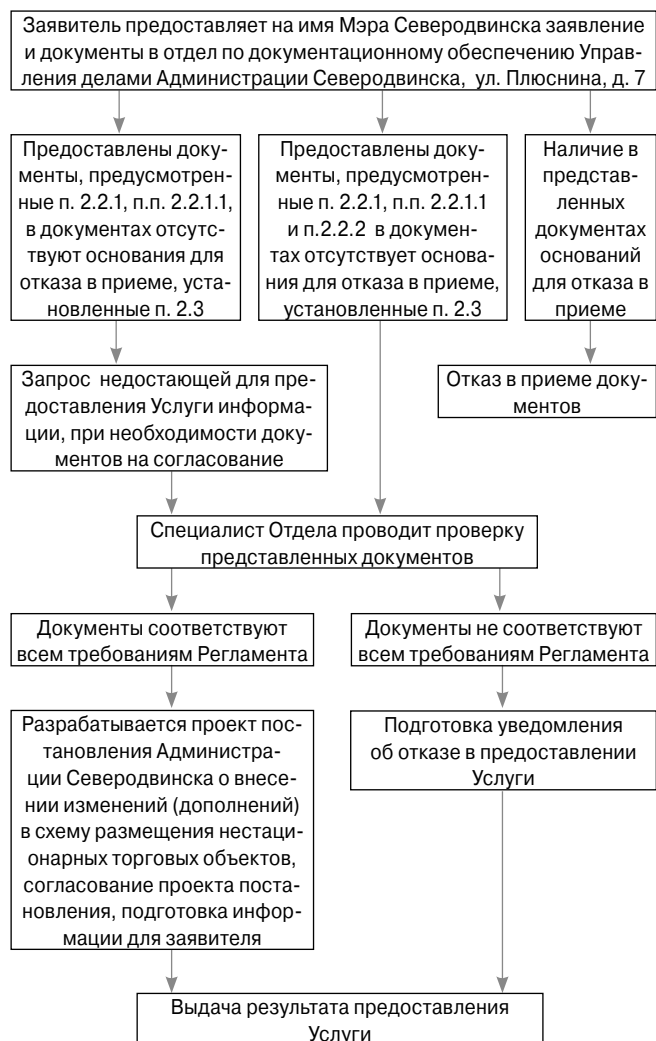 Заявитель предоставляет на имя Мэра Северодвинска заявление
и документы в отдел по документационному обеспечению Управ-
ления делами Администрации Северодвинска, ул. Плюснина, д. 7
Предоставлены доку-
менты, предусмотрен-
ные п. 2.2.1, п.п. 2.2.1.1,
в документах отсутс-
твуют основания для
отказа в приеме, уста-
новленные п. 2.3
Предоставлены доку-
менты, предусмотрен-
ные п. 2.2.1, п.п. 2.2.1.1
и п.2.2.2 в докумен-
тах отсутствует основа-
ния для отказа в приеме,
установленные п. 2.3
Наличие в
представ-
ленных
документах
оснований
для отказа в
приеме
Запрос недостающей для пре-
доставления Услуги информа-
ции, при необходимости доку-
ментов на согласование
Отказ в приеме доку-
ментов
Специалист Отдела проводит проверку
представленных документов
Документы соответствуют
всем требованиям Регламента
Документы не соответствуют
всем требованиям Регламента
Разрабатывается проект пос-
тановления Администра-
ции Северодвинска о внесе-
нии изменений (дополнений)
в схему размещения нестаци-
онарных торговых объектов,
согласование проекта поста-
новления, подготовка инфор-
мации для заявителя
Подготовка уведомления
об отказе в предоставлении
Услуги
Выдача результата предоставления
Услуги